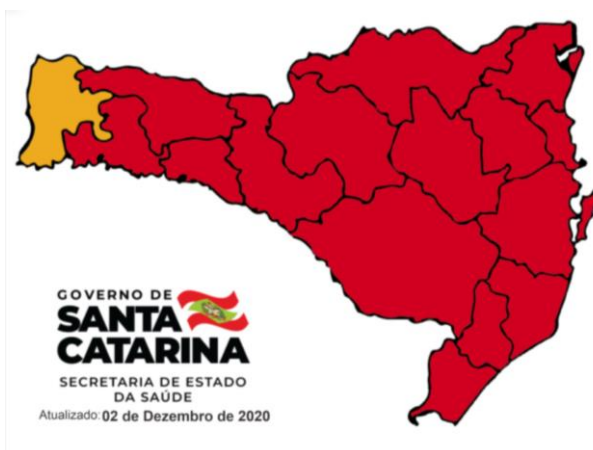 GOVERNO DE
SANTA
CATARINA
SECRETARIA DE ESTADO
DA SAÚDE
Atualizado: 02 de Dezembro de 2020